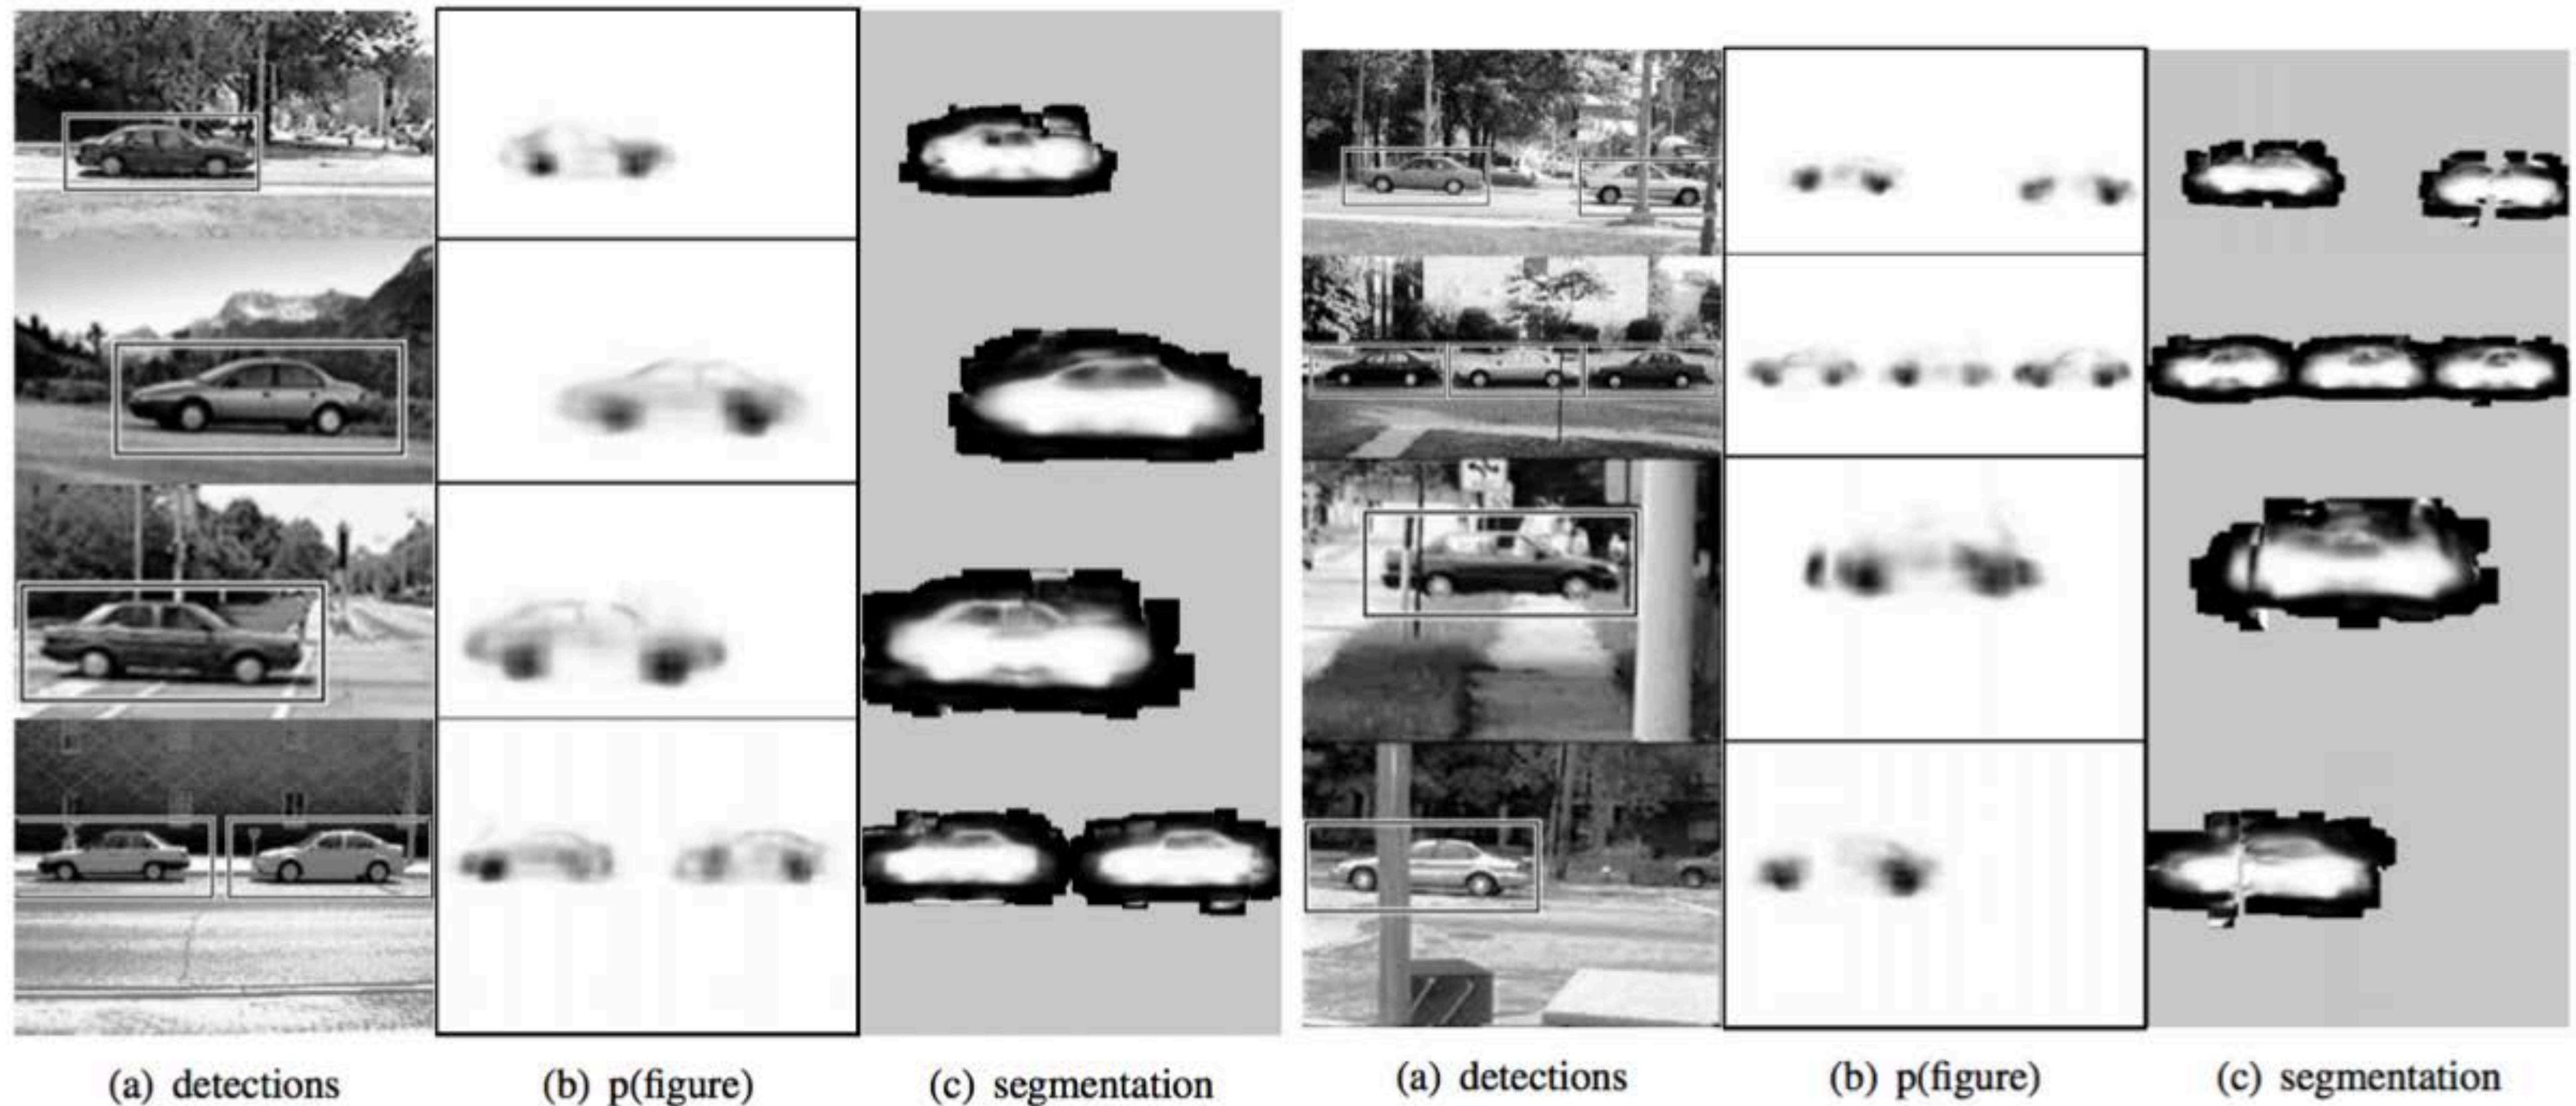 (a) detections
(b) p(figure)
(c) segmentation
(a) detections
(b) p(figure)
(c) segmentation